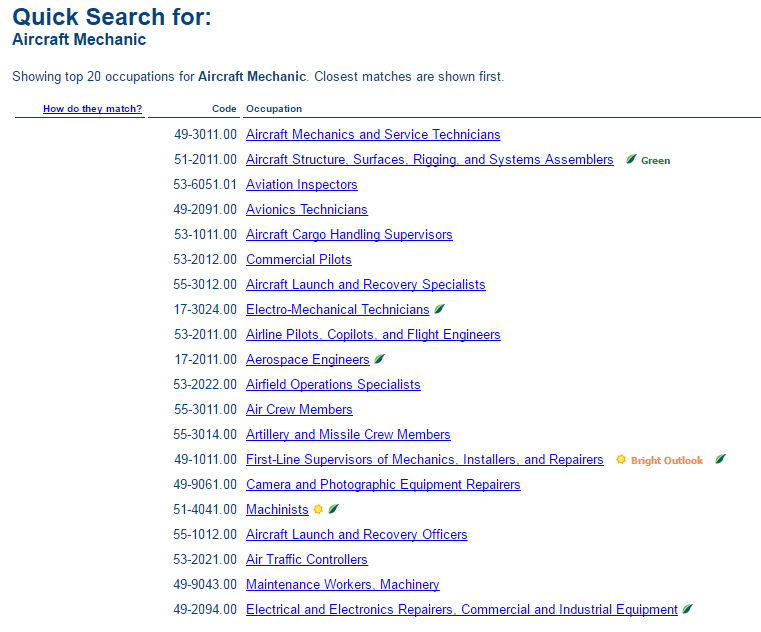 Quick Search for:
Aircraft Mechanic
Showing top 20 occupations for Aircraft Mechanic. Closest matches are shown first.
How do they match? Code Occupation
49-3011.00 Aircraft Mechanics and Service Technicians
51-2011.00 Aircraft Structure, Surfaces, Rigging, and Systems Assemblers Green
53-6051.01 Aviation Inspectors
49-2091.00 Avionics Technicians
53-1011.00 Aircraft Cargo Handling Supervisors
53-2012.00 Commercial Pilots
55-3012.00 Aircraft Launch and Recovery Specialists
17-3024.00 Electro-Mechanical Technicians
53-2011.00 Airline Pilots, Copilots, and Flight Engineers
17-2011.00 Aerospace Engineers
53-2022.00 Airfield Operations Specialists
55-3011.00 Air Crew Members
55-3014.00 Artillery and Missile Crew Members
49-1011.00 First-Line Supervisors of Mechanics, Installers, and Repairers Bright Outlook
49-9061.00 Camera and Photographic Equipment Repairers
51-4041.00 Machinists
55-1012.00 Aircraft Launch and Recovery Officers
53-2021.00 Air Traffic Controllers
49-9043.00 Maintenance Workers, Machinery
49-2094.00 Electrical and Electronics Repairers, Commercial and Industrial Equipment